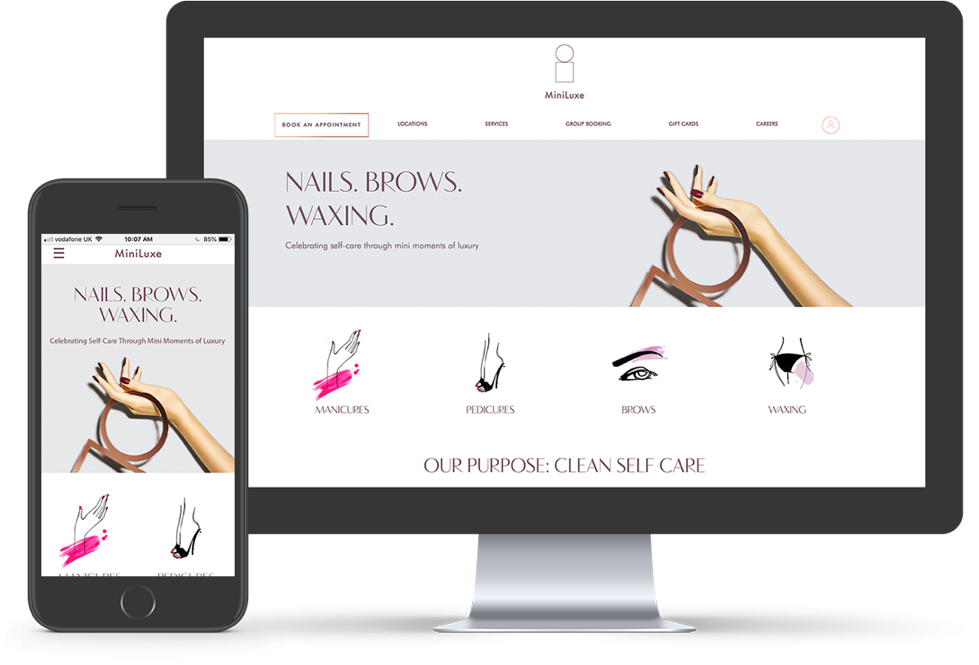 MiniLuxe
BOOK AN APPOINTMENT
LOCATIONS
SERVICES
GROUP BOOKING
GIFT CARDS
CAREERS
NAILS. BROWS.
WAXING.
Celebrating self-care through mini moments of luxury
MANICURES
PEDICURES
BROWS
WAXING
OUR PURPOSE: CLEAN SELF CARE
vodafone UK
10:07 AM
85%
MiniLuxe
NAILS. BROWS.
WAXING.
Celebrating Self-Care Through Mini Moments of Luxury
MANICURES
PEDICURES